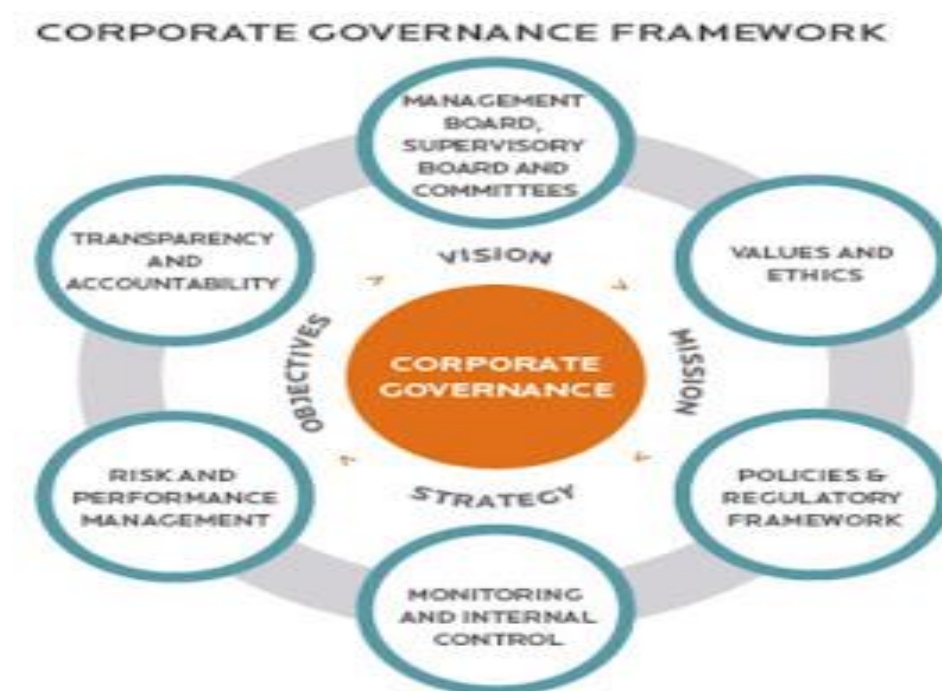 CORPORATE GOVERNANCE FRAMEWORK
MANAGEMENT
BOARD,
SUPERVISORY
BOARD AND
COMMITTEES
TRANSPARENCY
AND
ACCOUNTABILITY
VALUES AND
ETHICS
VISION
OBJECTIVES
MISSION
CORPORATE
GOVERNANCE
STRATEGY
RISK AND
PERFORMANCE
MANAGEMENT
POLICIES &
REGULATORY
FRAMEWORK
MONITORING
AND INTERNAL
CONTROL